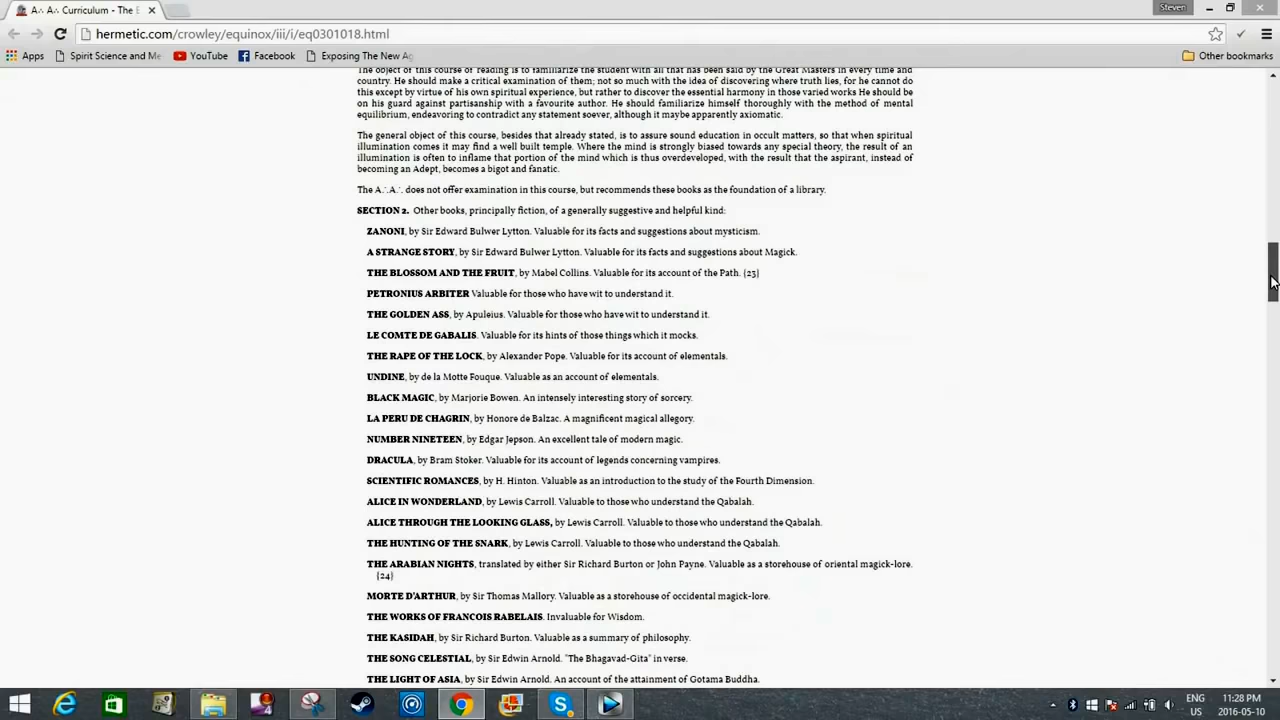 A∴ A∴ Curriculum - The E
Steven
hermetic.com/crowley/equinox/iii/i/eq0301018.html
Apps
Spirit Science and Me
YouTube
Facebook
Exposing The New Ag
Other bookmarks
The object of this course of reading is to familiarize the student with all that has been said by the Great Masters in every time and
country. He should make a critical examination of them; not so much with the idea of discovering where truth lies, for he cannot do
this except by virtue of his own spiritual experience, but rather to discover the essential harmony in those varied works He should be
on his guard against partisanship with a favourite author. He should familiarize himself thoroughly with the method of mental
equilibrium, endeavoring to contradict any statement soever, although it maybe apparently axiomatic.
The general object of this course, besides that already stated, is to assure sound education in occult matters, so that when spiritual
illumination comes it may find a well built temple. Where the mind is strongly biased towards any special theory, the result of an
illumination is often to inflame that portion of the mind which is thus overdeveloped, with the result that the aspirant, instead of
becoming an Adept, becomes a bigot and fanatic.
The A∴A∴ does not offer examination in this course, but recommends these books as the foundation of a library.
SECTION 2. Other books, principally fiction, of a generally suggestive and helpful kind:
ZANONI, by Sir Edward Bulwer Lytton. Valuable for its facts and suggestions about mysticism.
A STRANGE STORY, by Sir Edward Bulwer Lytton. Valuable for its facts and suggestions about Magick.
THE BLOSSOM AND THE FRUIT, by Mabel Collins. Valuable for its account of the Path. {23}
PETRONIUS ARBITER Valuable for those who have wit to understand it.
THE GOLDEN ASS, by Apuleius. Valuable for those who have wit to understand it.
LE COMTE DE GABALIS. Valuable for its hints of those things which it mocks.
THE RAPE OF THE LOCK, by Alexander Pope. Valuable for its account of elementals.
UNDINE, by de la Motte Fouque. Valuable as an account of elementals.
BLACK MAGIC, by Marjorie Bowen. An intensely interesting story of sorcery.
LA PERU DE CHAGRIN, by Honore de Balzac. A magnificent magical allegory.
NUMBER NINETEEN, by Edgar Jepson. An excellent tale of modern magic.
DRACULA, by Bram Stoker. Valuable for its account of legends concerning vampires.
SCIENTIFIC ROMANCES, by H. Hinton. Valuable as an introduction to the study of the Fourth Dimension.
ALICE IN WONDERLAND, by Lewis Carroll. Valuable to those who understand the Qabalah.
ALICE THROUGH THE LOOKING GLASS, by Lewis Carroll. Valuable to those who understand the Qabalah.
THE HUNTING OF THE SNARK, by Lewis Carroll. Valuable to those who understand the Qabalah.
THE ARABIAN NIGHTS, translated by either Sir Richard Burton or John Payne. Valuable as a storehouse of oriental magick-lore.
{24}
MORTE D'ARTHUR, by Sir Thomas Mallory. Valuable as a storehouse of occidental magick-lore.
THE WORKS OF FRANCOIS RABELAIS. Invaluable for Wisdom.
THE KASIDAH, by Sir Richard Burton. Valuable as a summary of philosophy.
THE SONG CELESTIAL, by Sir Edwin Arnold. "The Bhagavad-Gita" in verse.
THE LIGHT OF ASIA, by Sir Edwin Arnold. An account of the attainment of Gotama Buddha.
ENG
US
11:28 PM
2016-05-10